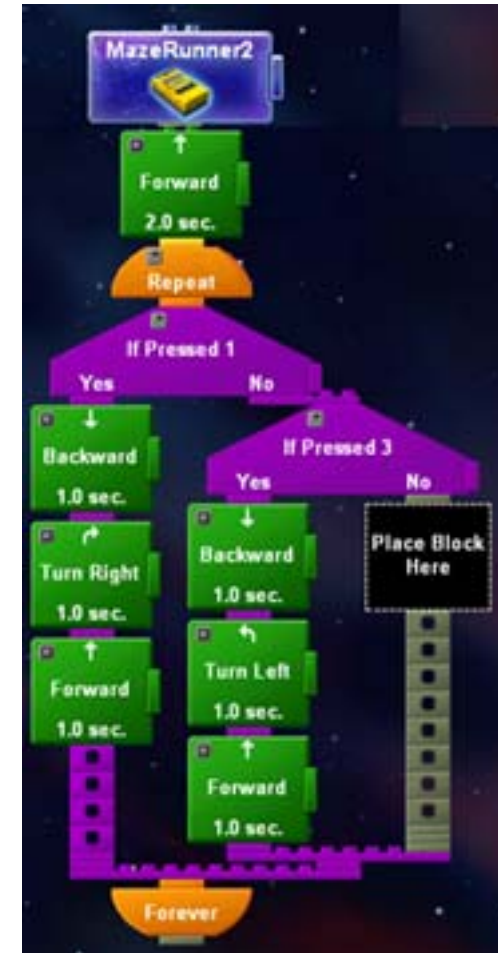 MazeRunner2
Forward
2.0 sec.
Repeat
If Pressed 1
Yes No
Backward
1.0 sec.
Turn Right
1.0 sec.
Forward
1.0 sec.
If Pressed 3
Yes No
Backward
1.0 sec.
Turn Left
1.0 sec.
Forward
1.0 sec.
Place Block
Here
Forever